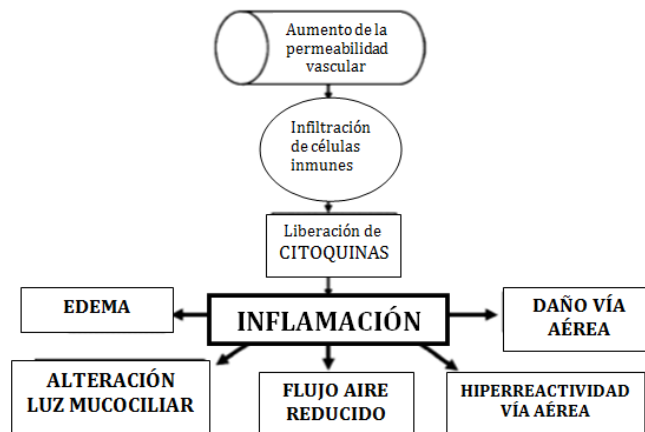 Aumento de la
permeabilidad
vascular
Infiltración
de células
inmunes
Liberación de
CITOQUINAS
EDEMA
INFLAMACIÓN
DAÑO VÍA
AÉREA
ALTERACIÓN
LUZ MUCOCILIAR
FLUJO AIRE
REDUCIDO
HIPERREACTIVIDAD
VÍA AÉREA